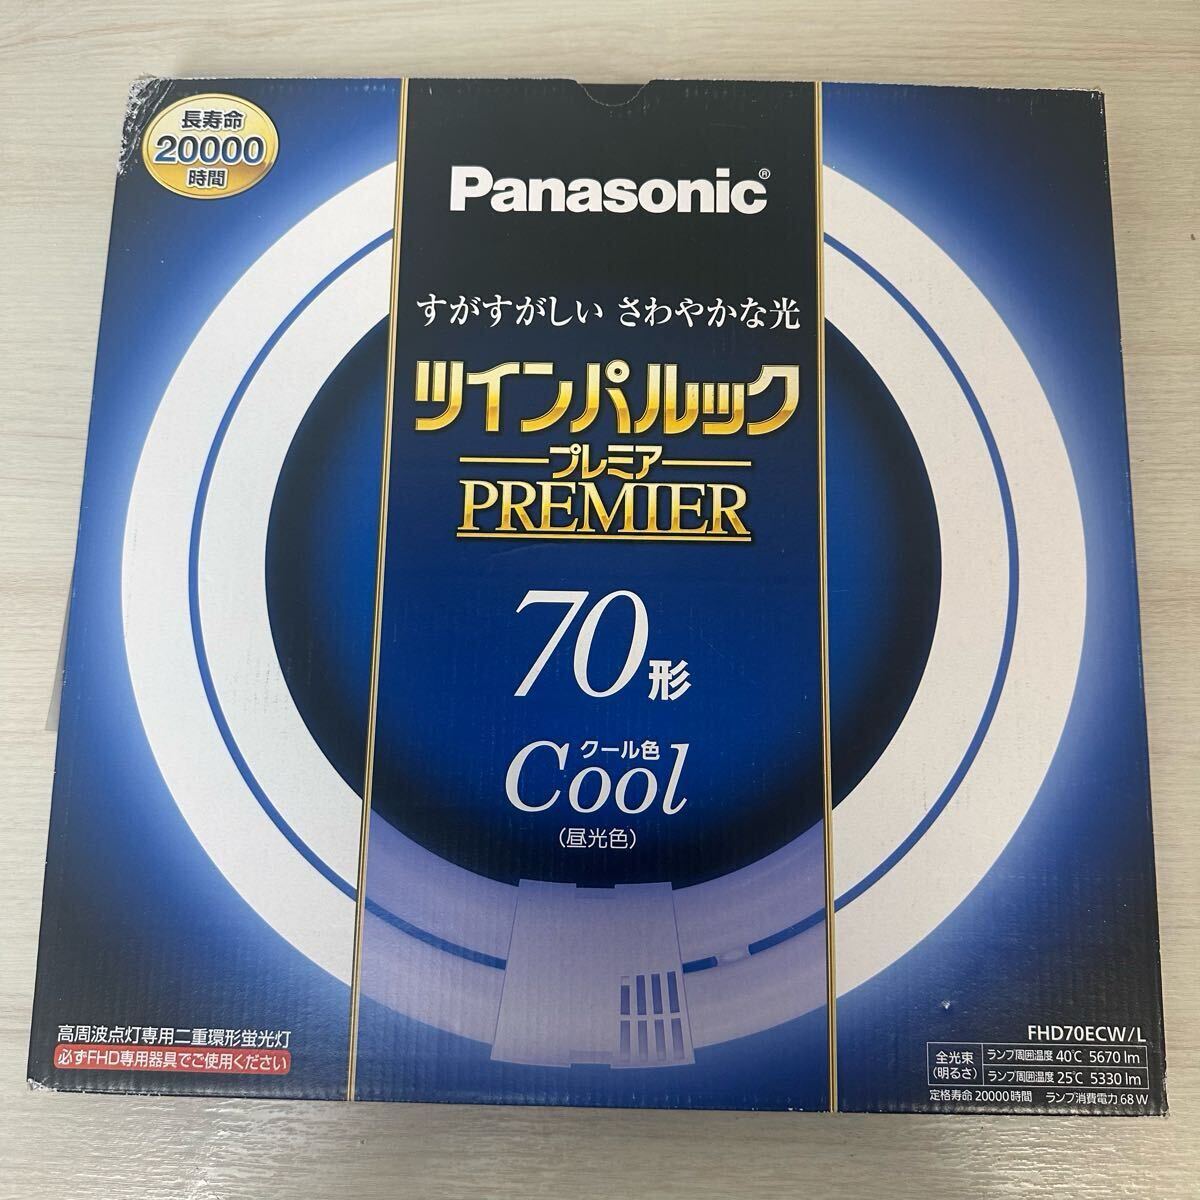 長寿命
20000
時間
Panasonic®
すがすがしい さわやかな光
ツインパルック
プレミア
PREMIER
70形
クール色
Cool
(昼光色)
高周波点灯専用二重環形蛍光灯
必ずFHD専用器具でご使用ください
FHD70ECW/L
全光束
(明るさ)
ランプ周囲温度 40℃ 5670 lm
ランプ周囲温度 25℃ 5330 lm
定格寿命 20000時間 ランプ消費電力 68 W